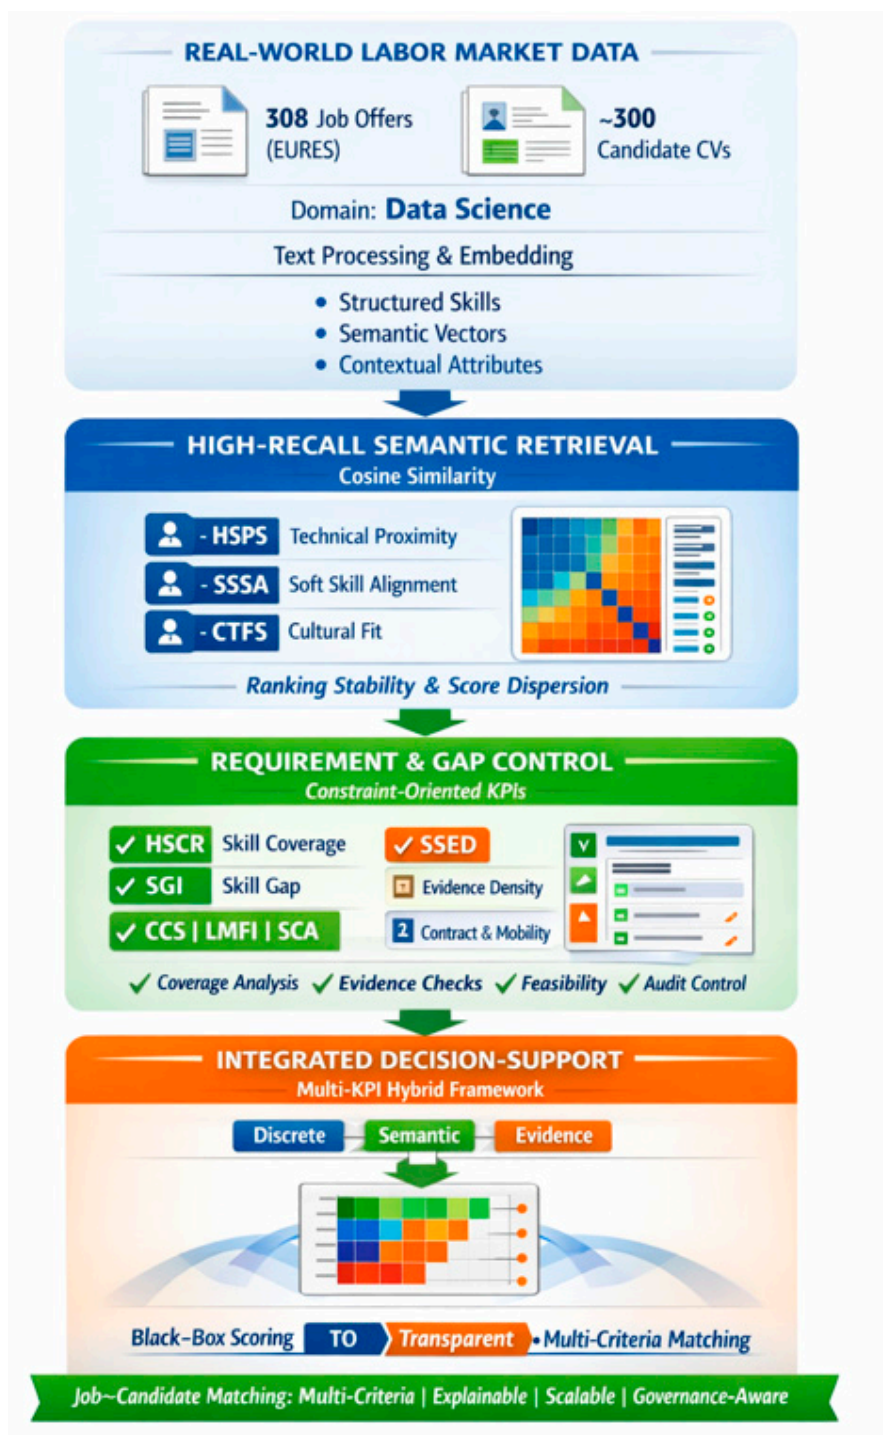 REAL-WORLD LABOR MARKET DATA
308 Job Offers
(EURES)
~300
Candidate CVs
Domain: Data Science
Text Processing & Embedding
• Structured Skills
• Semantic Vectors
• Contextual Attributes
HIGH-RECALL SEMANTIC RETRIEVAL
Cosine Similarity
- HSPS Technical Proximity
- SSSA Soft Skill Alignment
- CTFS Cultural Fit
Ranking Stability & Score Dispersion
REQUIREMENT & GAP CONTROL
Constraint-Oriented KPIs
✓ HSCR Skill Coverage
✓ SGI Skill Gap
✓ CCS | LMFI | SCA
✓ SSED
Evidence Density
2 Contract & Mobility
✓ Coverage Analysis ✓ Evidence Checks ✓ Feasibility ✓ Audit Control
INTEGRATED DECISION-SUPPORT
Multi-KPI Hybrid Framework
Discrete Semantic Evidence
Black-Box Scoring TO Transparent • Multi-Criteria Matching
Job~Candidate Matching: Multi-Criteria | Explainable | Scalable | Governance-Aware